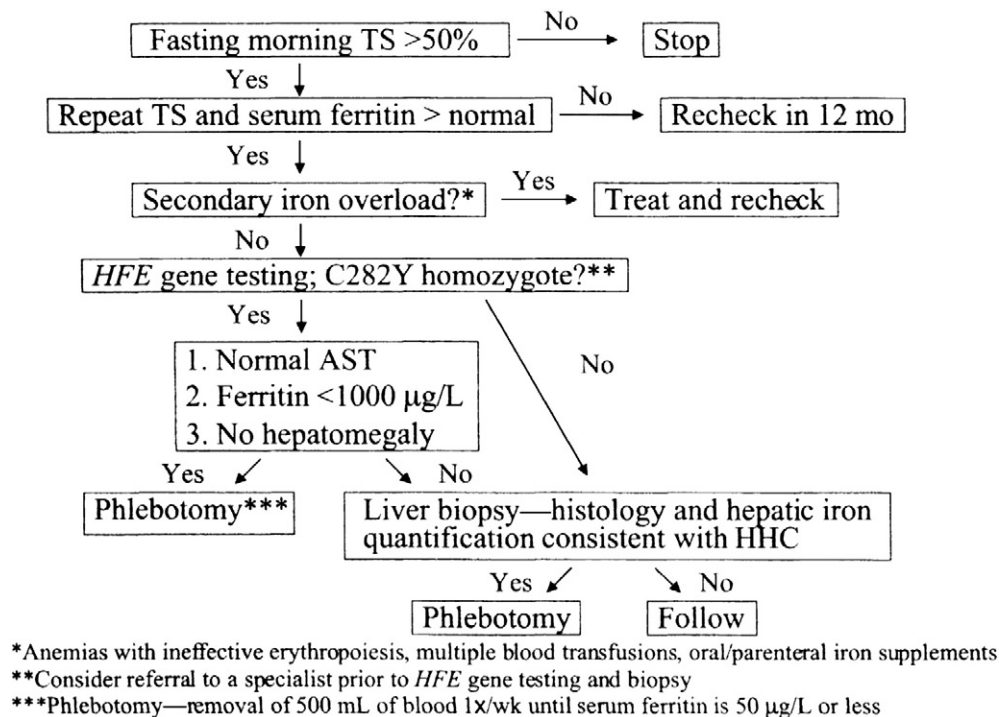 Fasting morning TS >50%
No
Stop
Yes
Repeat TS and serum ferritin > normal
No
Recheck in 12 mo
Yes
Secondary iron overload?*
Yes
Treat and recheck
No
HFE gene testing; C282Y homozygote?**
Yes
No
1. Normal AST
2. Ferritin <1000 µg/L
3. No hepatomegaly
Yes
No
Phlebotomy***
Liver biopsy—histology and hepatic iron
quantification consistent with HHC
Yes
No
Phlebotomy
Follow
*Anemias with ineffective erythropoiesis, multiple blood transfusions, oral/parenteral iron supplements
**Consider referral to a specialist prior to HFE gene testing and biopsy
***Phlebotomy—removal of 500 mL of blood 1x/wk until serum ferritin is 50 µg/L or less